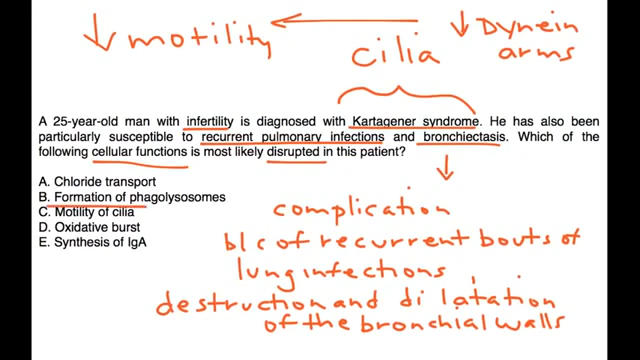 ↓ motility ← cilia ↓ Dynein
arms
A 25-year-old man with infertility is diagnosed with Kartagener syndrome. He has also been
particularly susceptible to recurrent pulmonary infections and bronchiectasis. Which of the
following cellular functions is most likely disrupted in this patient?
A. Chloride transport
B. Formation of phagolysosomes
C. Motility of cilia
D. Oxidative burst
E. Synthesis of IgA
↓
complication
b/c of recurrent bouts of
lung infections
destruction and dilatation
of the bronchial walls